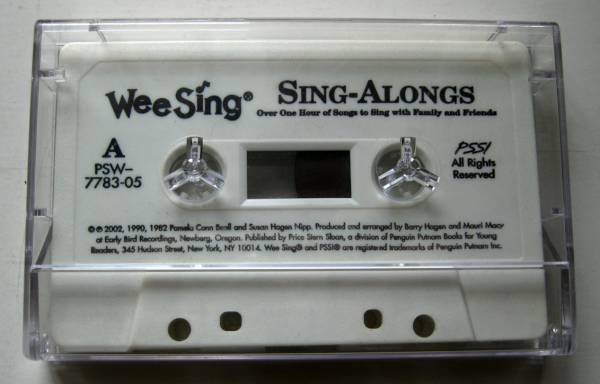 WeeSing® SING-ALONGS
Over One Hour of Songs to Sing with Family and Friends
A
PSW-
7783-05
PSS!
All Rights
Reserved
©℗ 2002, 1990, 1982 Pamela Conn Beall and Susan Hagen Nipp. Produced and arranged by Barry Hagen and Mauri Macy
at Early Bird Recordings, Newberg, Oregon. Published by Price Stern Sloan, a division of Penguin Putnam Books for Young
Readers, 345 Hudson Street, New York, NY 10014. Wee Sing® and PSS!® are registered trademarks of Penguin Putnam Inc.